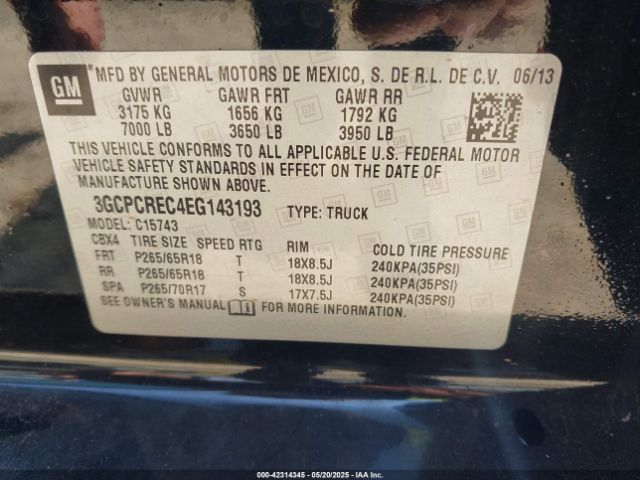 GM MFD BY GENERAL MOTORS DE MEXICO, S. DE R.L. DE C.V. 06/13
GVWR GAWR FRT GAWR RR
3175 KG 1656 KG 1792 KG
7000 LB 3650 LB 3950 LB
THIS VEHICLE CONFORMS TO ALL APPLICABLE U.S. FEDERAL MOTOR
VEHICLE SAFETY STANDARDS IN EFFECT ON THE DATE OF
MANUFACTURE SHOWN ABOVE.
3GCPCREC4EG143193 TYPE: TRUCK
MODEL: C15743
CBX4 TIRE SIZE SPEED RTG RIM COLD TIRE PRESSURE
FRT P265/65R18 T 18X8.5J 240KPA(35PSI)
RR P265/65R18 T 18X8.5J 240KPA(35PSI)
SPA P265/70R17 S 17X7.5J 240KPA(35PSI)
SEE OWNER'S MANUAL FOR MORE INFORMATION.
000-42314345 | 05/20/2025 | IAA Inc.